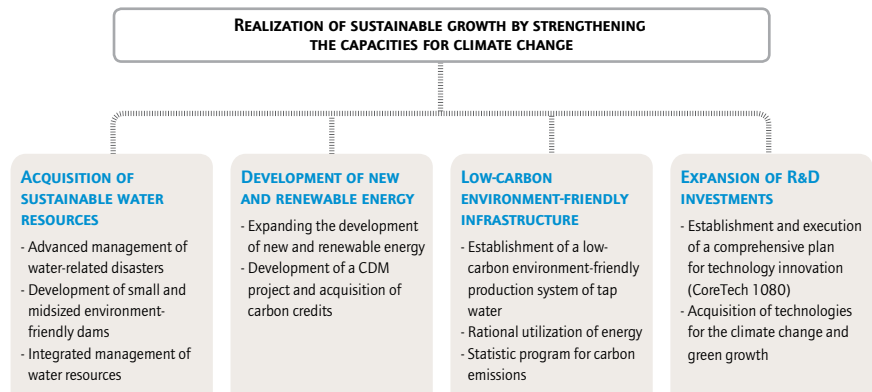 REALIZATION OF SUSTAINABLE GROWTH BY STRENGTHENING
THE CAPACITIES FOR CLIMATE CHANGE
ACQUISITION OF
SUSTAINABLE WATER
RESOURCES
- Advanced management of
water-related disasters
- Development of small and
midsized environment-
friendly dams
- Integrated management of
water resources
DEVELOPMENT OF NEW
AND RENEWABLE ENERGY
- Expanding the development
of new and renewable energy
- Development of a CDM
project and acquisition of
carbon credits
LOW-CARBON
ENVIRONMENT-FRIENDLY
INFRASTRUCTURE
- Establishment of a low-
carbon environment-friendly
production system of tap
water
- Rational utilization of energy
- Statistic program for carbon
emissions
EXPANSION OF R&D
INVESTMENTS
- Establishment and execution
of a comprehensive plan
for technology innovation
(CoreTech 1080)
- Acquisition of technologies
for the climate change and
green growth